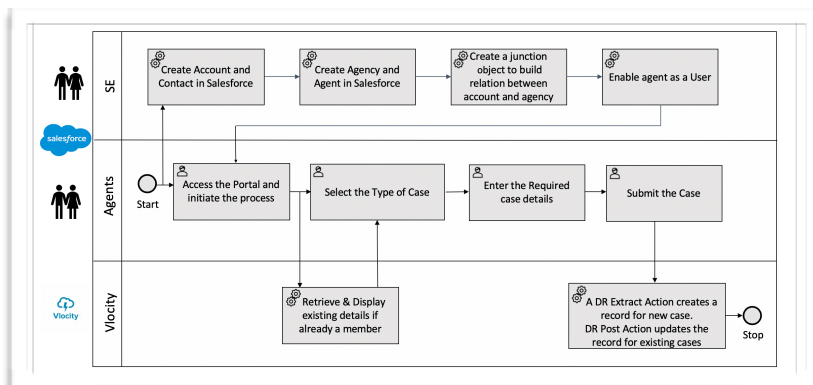 SE
Create Account and
Contact in Salesforce
Create Agency and
Agent in Salesforce
Create a junction
object to build
relation between
account and agency
Enable agent as a User
salesforce
Agents
Start
Access the Portal and
initiate the process
Select the Type of Case
Enter the Required
case details
Submit the Case
Vlocity
Vlocity
Retrieve & Display
existing details if
already a member
A DR Extract Action creates a
record for new case.
DR Post Action updates the
record for existing cases
Stop